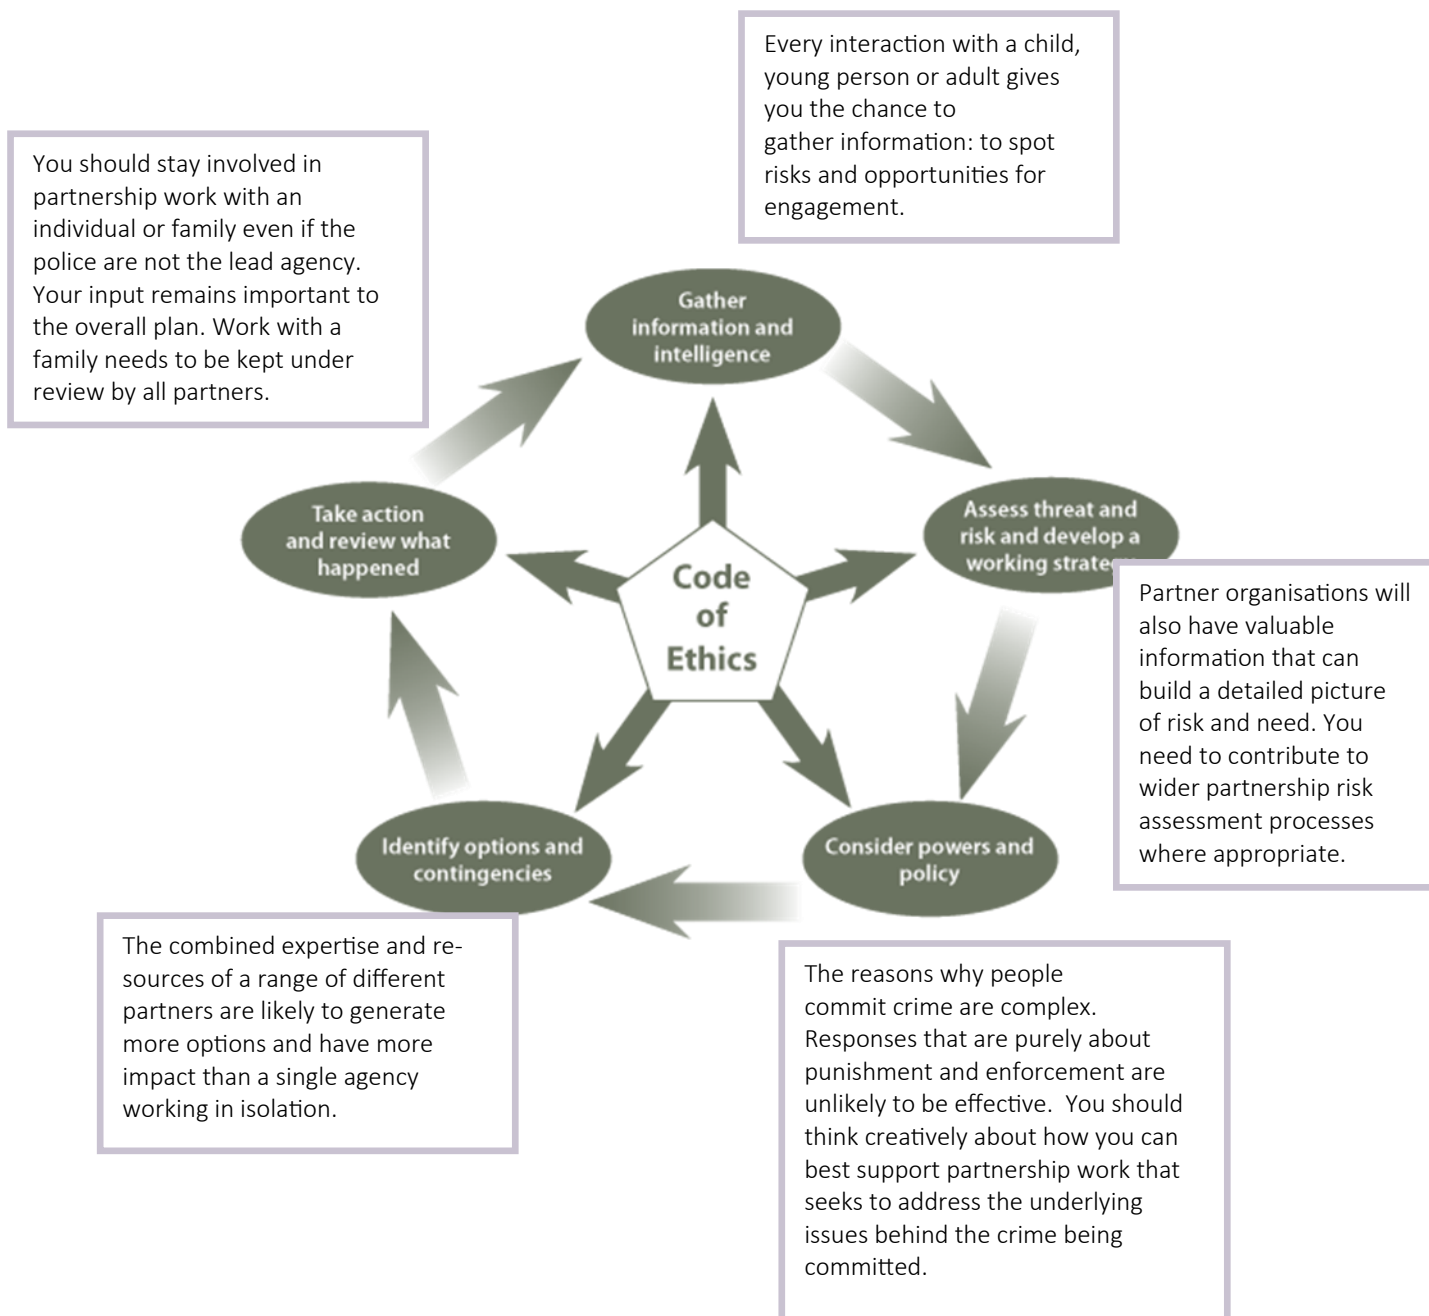 Every interaction with a child,
young person or adult gives
you the chance to
gather information: to spot
risks and opportunities for
engagement.
You should stay involved in
partnership work with an
individual or family even if the
police are not the lead agency.
Your input remains important to
the overall plan. Work with a
family needs to be kept under
review by all partners.
Gather
information and
intelligence
Take action
and review what
happened
Assess threat and
risk and develop a
working
Code
of
Ethics
Partner organisations will
also have valuable
information that can
build a detailed picture
of risk and need. You
need to contribute to
wider partnership risk
assessment processes
where appropriate.
Identify options and
contingencies
Consider powers and
policy
The combined expertise and re-
sources of a range of different
partners are likely to generate
more options and have more
impact than a single agency
working in isolation.
The reasons why people
commit crime are complex.
Responses that are purely about
punishment and enforcement are
unlikely to be effective.  You should
think creatively about how you can
best support partnership work that
seeks to address the underlying
issues behind the crime being
committed.